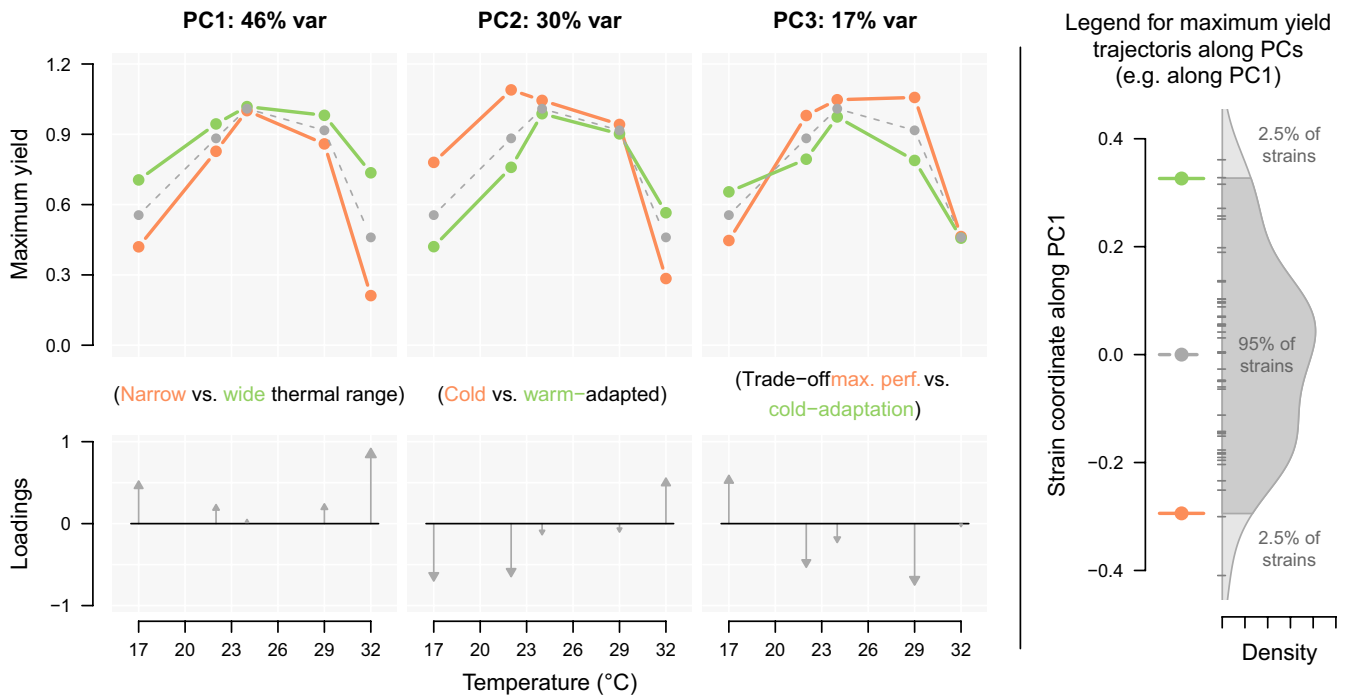 PC1: 46% var
PC2: 30% var
PC3: 17% var
Maximum yield
1.2
0.9
0.6
0.3
0.0
(Narrow vs. wide thermal range)
(Cold vs. warm−adapted)
(Trade−offmax. perf. vs.
cold−adaptation)
Loadings
1
0
−1
17 20 23 26 29 32
17 20 23 26 29 32
17 20 23 26 29 32
Temperature (°C)
Legend for maximum yield
trajectoris along PCs
(e.g. along PC1)
Strain coordinate along PC1
0.4
0.2
0.0
−0.2
−0.4
2.5% of
strains
95% of
strains
2.5% of
strains
Density